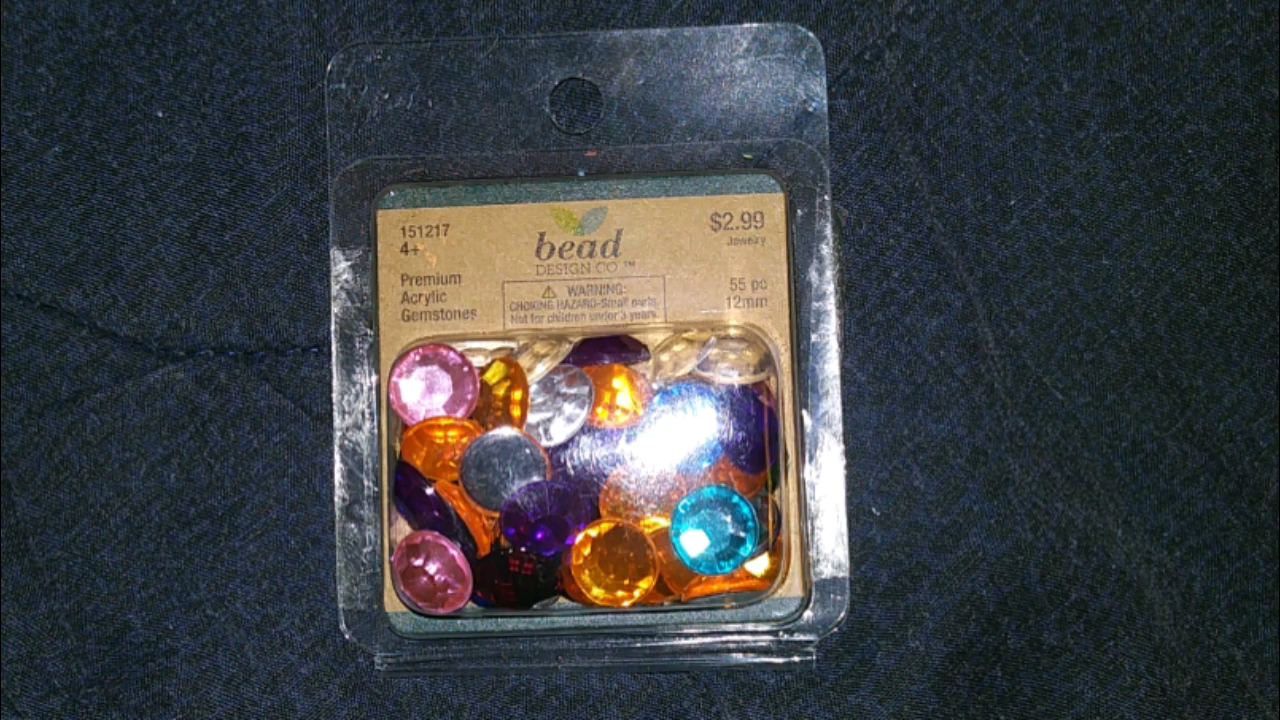 151217
4+
Premium
Acrylic
Gemstones
bead
DESIGN CO.™
WARNING:
CHOKING HAZARD-Small parts.
Not for children under 3 years.
$2.99
Jewelry
55 pc
12mm